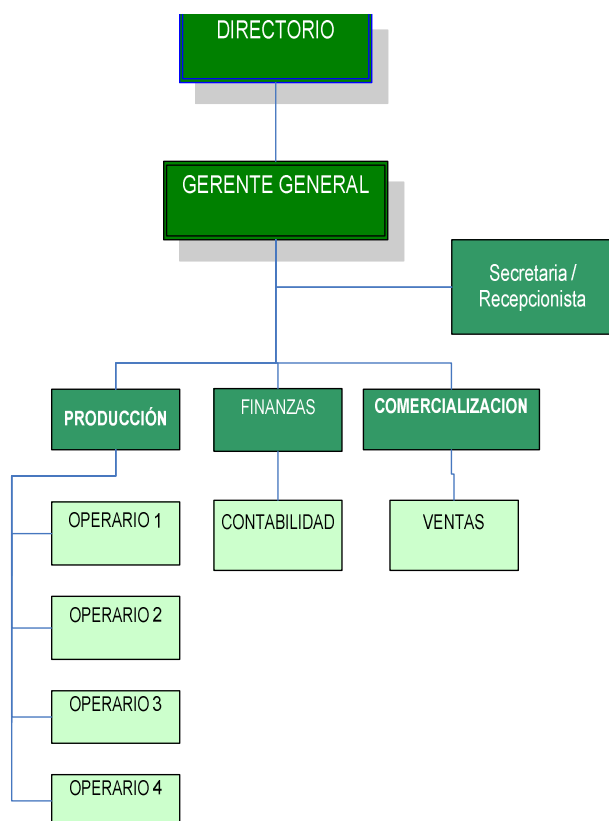 DIRECTORIO
GERENTE GENERAL
Secretaria /
Recepcionista
PRODUCCIÓN
FINANZAS
COMERCIALIZACION
OPERARIO 1
CONTABILIDAD
VENTAS
OPERARIO 2
OPERARIO 3
OPERARIO 4